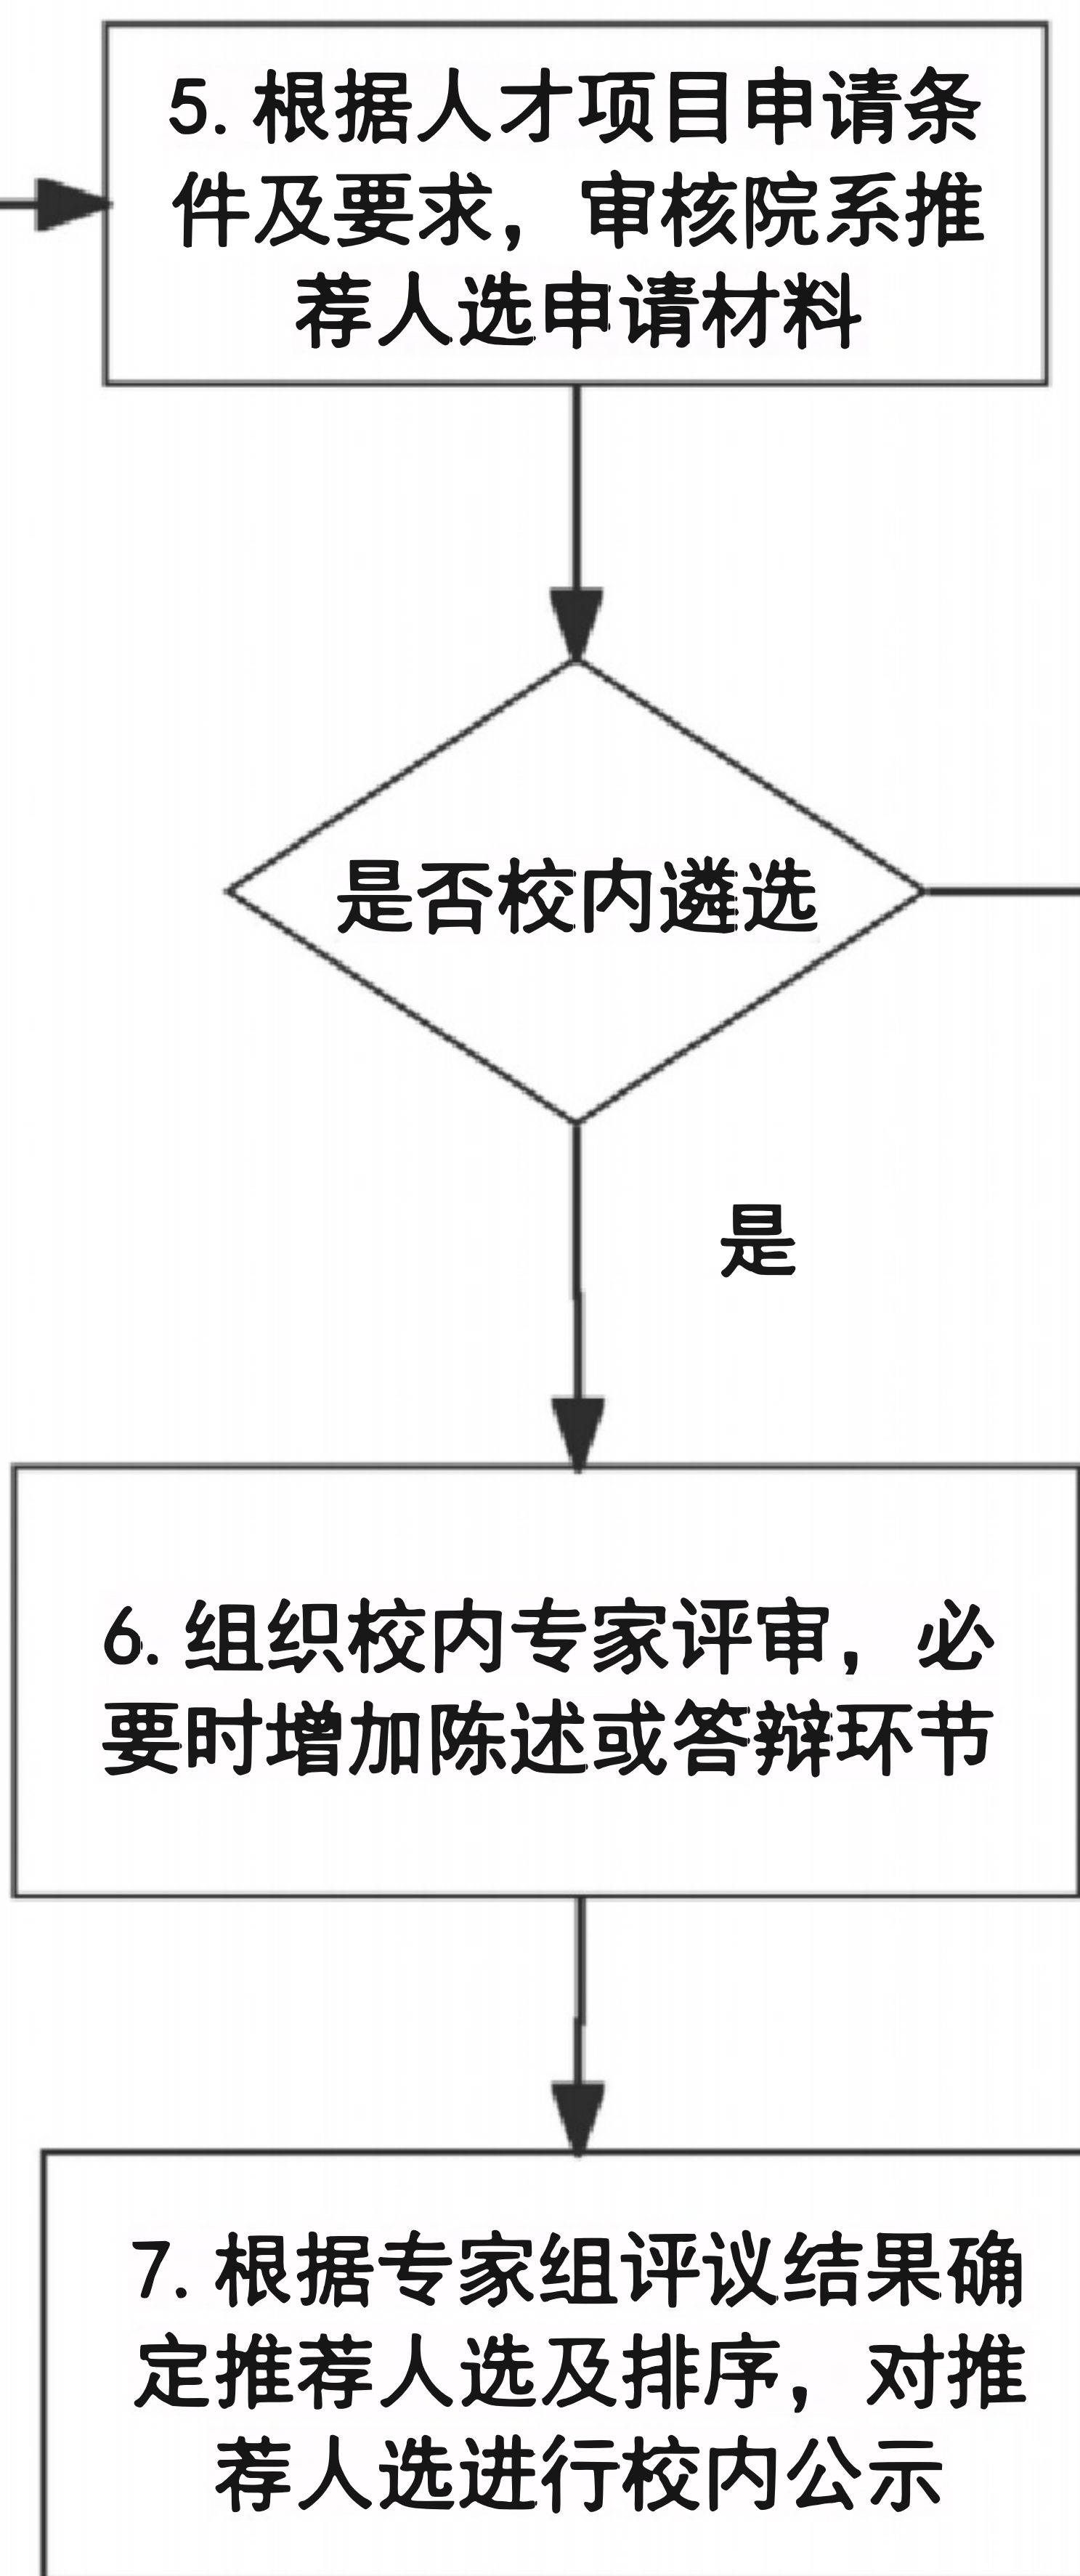 5.根据人才项目申请条
件及要求，审核院系推
荐人选申请材料
是否校内遴选
是
6.组织校内专家评审，必
要时增加陈述或答辩环节
7.根据专家组评议结果确
定推荐人选及排序，对推
荐人选进行校内公示